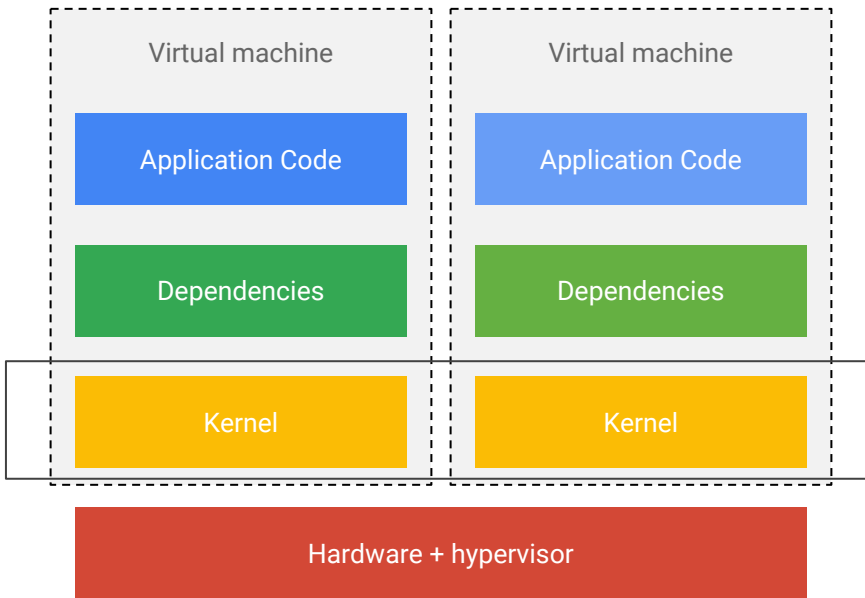 Virtual machine
Virtual machine
Application Code
Application Code
Dependencies
Dependencies
Kernel
Kernel
Hardware + hypervisor